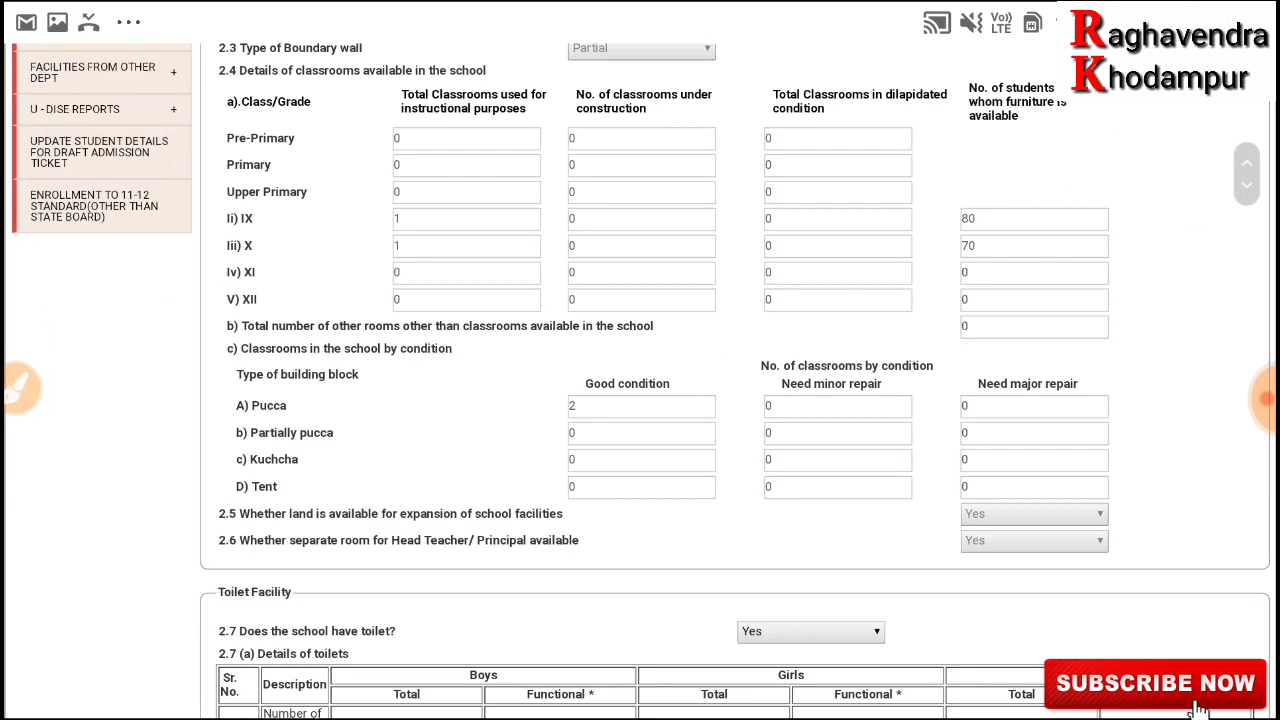 Vo)) LTE
Raghavendra
Khodampur
FACILITIES FROM OTHER DEPT +
U - DISE REPORTS +
UPDATE STUDENT DETAILS FOR DRAFT ADMISSION TICKET
ENROLLMENT TO 11-12 STANDARD(OTHER THAN STATE BOARD)
2.3 Type of Boundary wall Partial
2.4 Details of classrooms available in the school
a).Class/Grade Total Classrooms used for instructional purposes No. of classrooms under construction Total Classrooms in dilapidated condition No. of students whom furniture is available
Pre-Primary 0 0 0
Primary 0 0 0
Upper Primary 0 0 0
Ii) IX 1 0 0 80
Iii) X 1 0 0 70
Iv) XI 0 0 0 0
V) XII 0 0 0 0
b) Total number of other rooms other than classrooms available in the school 0
c) Classrooms in the school by condition
No. of classrooms by condition
Type of building block Good condition Need minor repair Need major repair
A) Pucca 2 0 0
b) Partially pucca 0 0 0
c) Kuchcha 0 0 0
D) Tent 0 0 0
2.5 Whether land is available for expansion of school facilities Yes
2.6 Whether separate room for Head Teacher/ Principal available Yes
Toilet Facility
2.7 Does the school have toilet? Yes
2.7 (a) Details of toilets
Sr. No. Description Boys Girls
Total Functional * Total Functional * Total
Number of
SUBSCRIBE NOW